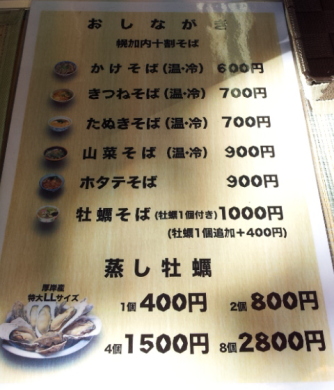 おしながき
幌加内十割そば
かけそば(温・冷) 600円
きつねそば(温・冷) 700円
たぬきそば(温・冷) 700円
山菜そば (温・冷) 900円
ホタテそば 900円
牡蠣そば(牡蠣1個付き)1000円
(牡蠣1個追加+400円)
蒸し牡蠣
厚岸産
特大LLサイズ
1個 400円 2個 800円
4個 1500円 8個 2800円